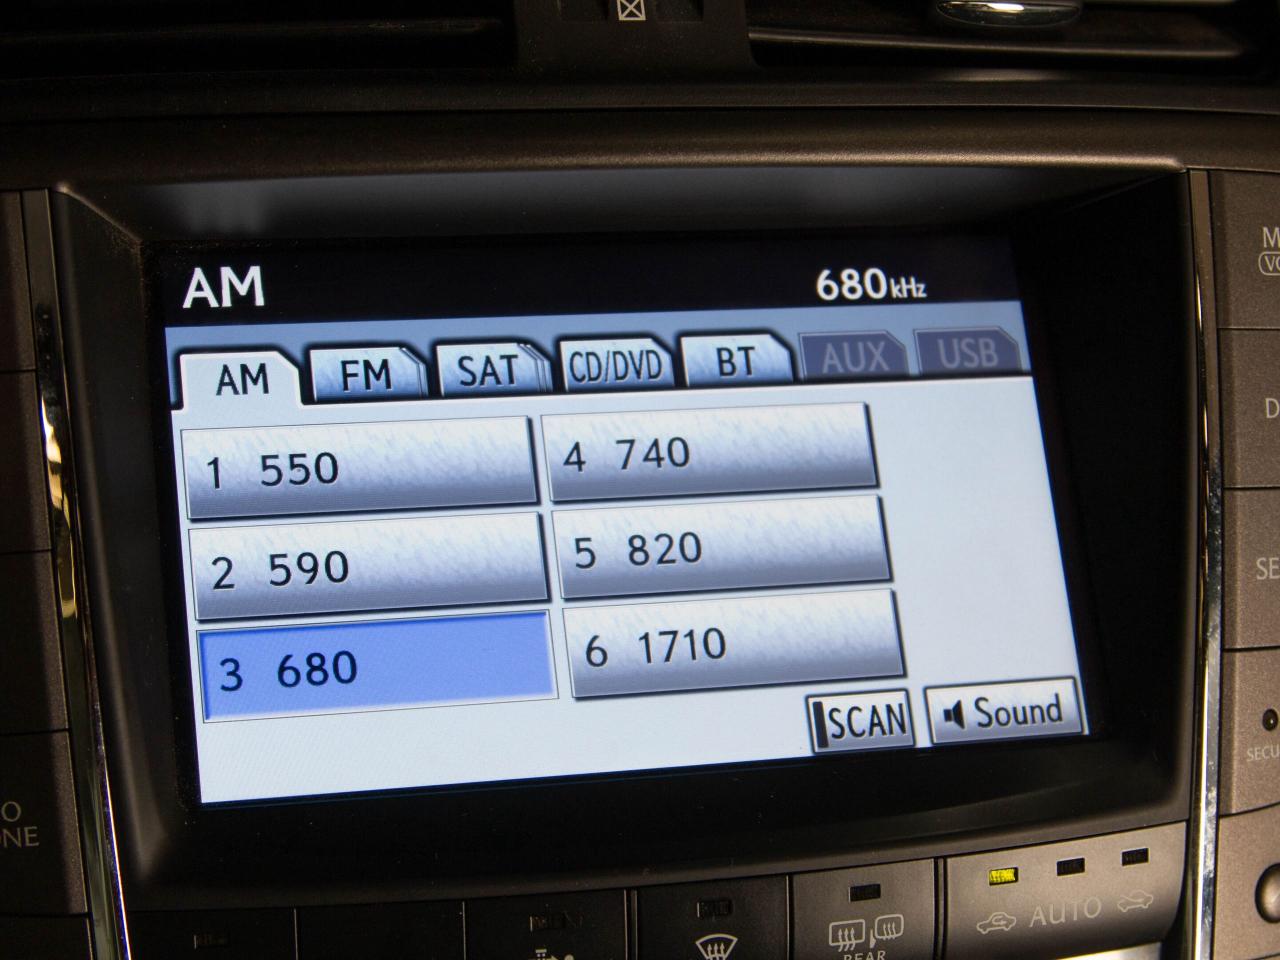 AM 680kHz
AM FM SAT CD/DVD BT AUX USB
1 550
4 740
2 590
5 820
3 680
6 1710
SCAN Sound
AUTO
REAR